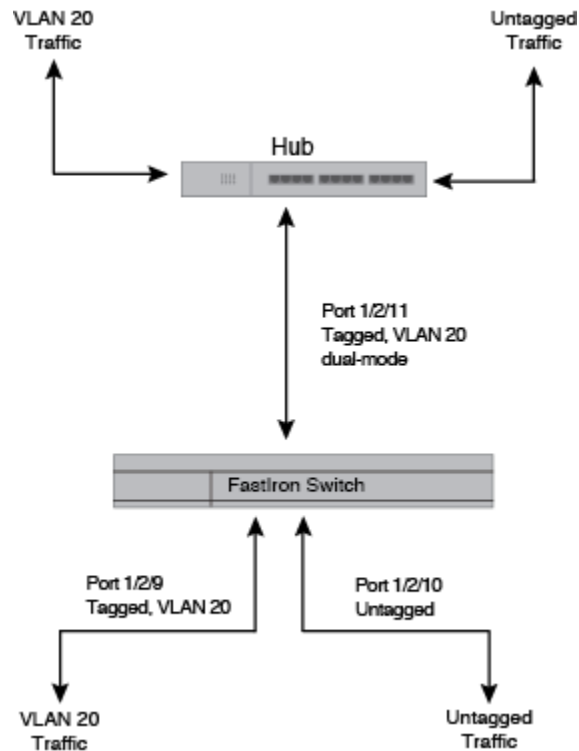 VLAN 20
Traffic
Untagged
Traffic
Hub
Port 1/2/11
Tagged, VLAN 20
dual-mode
FastIron Switch
Port 1/2/9
Tagged, VLAN 20
Port 1/2/10
Untagged
VLAN 20
Traffic
Untagged
Traffic